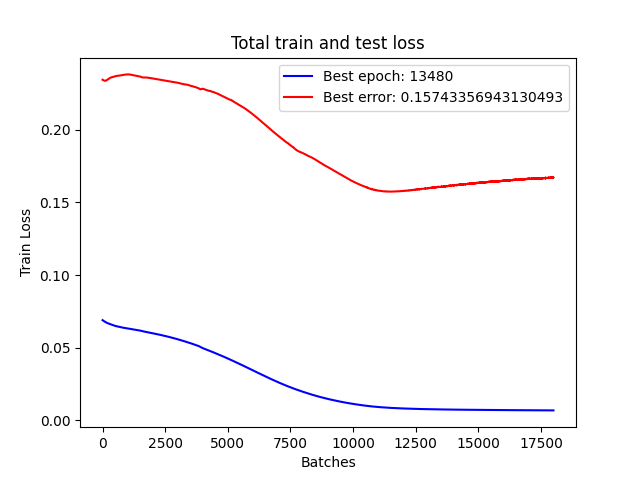 Total train and test loss
Best epoch: 13480
Best error: 0.15743356943130493
Train Loss
0.20
0.15
0.10
0.05
0.00
0 2500 5000 7500 10000 12500 15000 17500
Batches